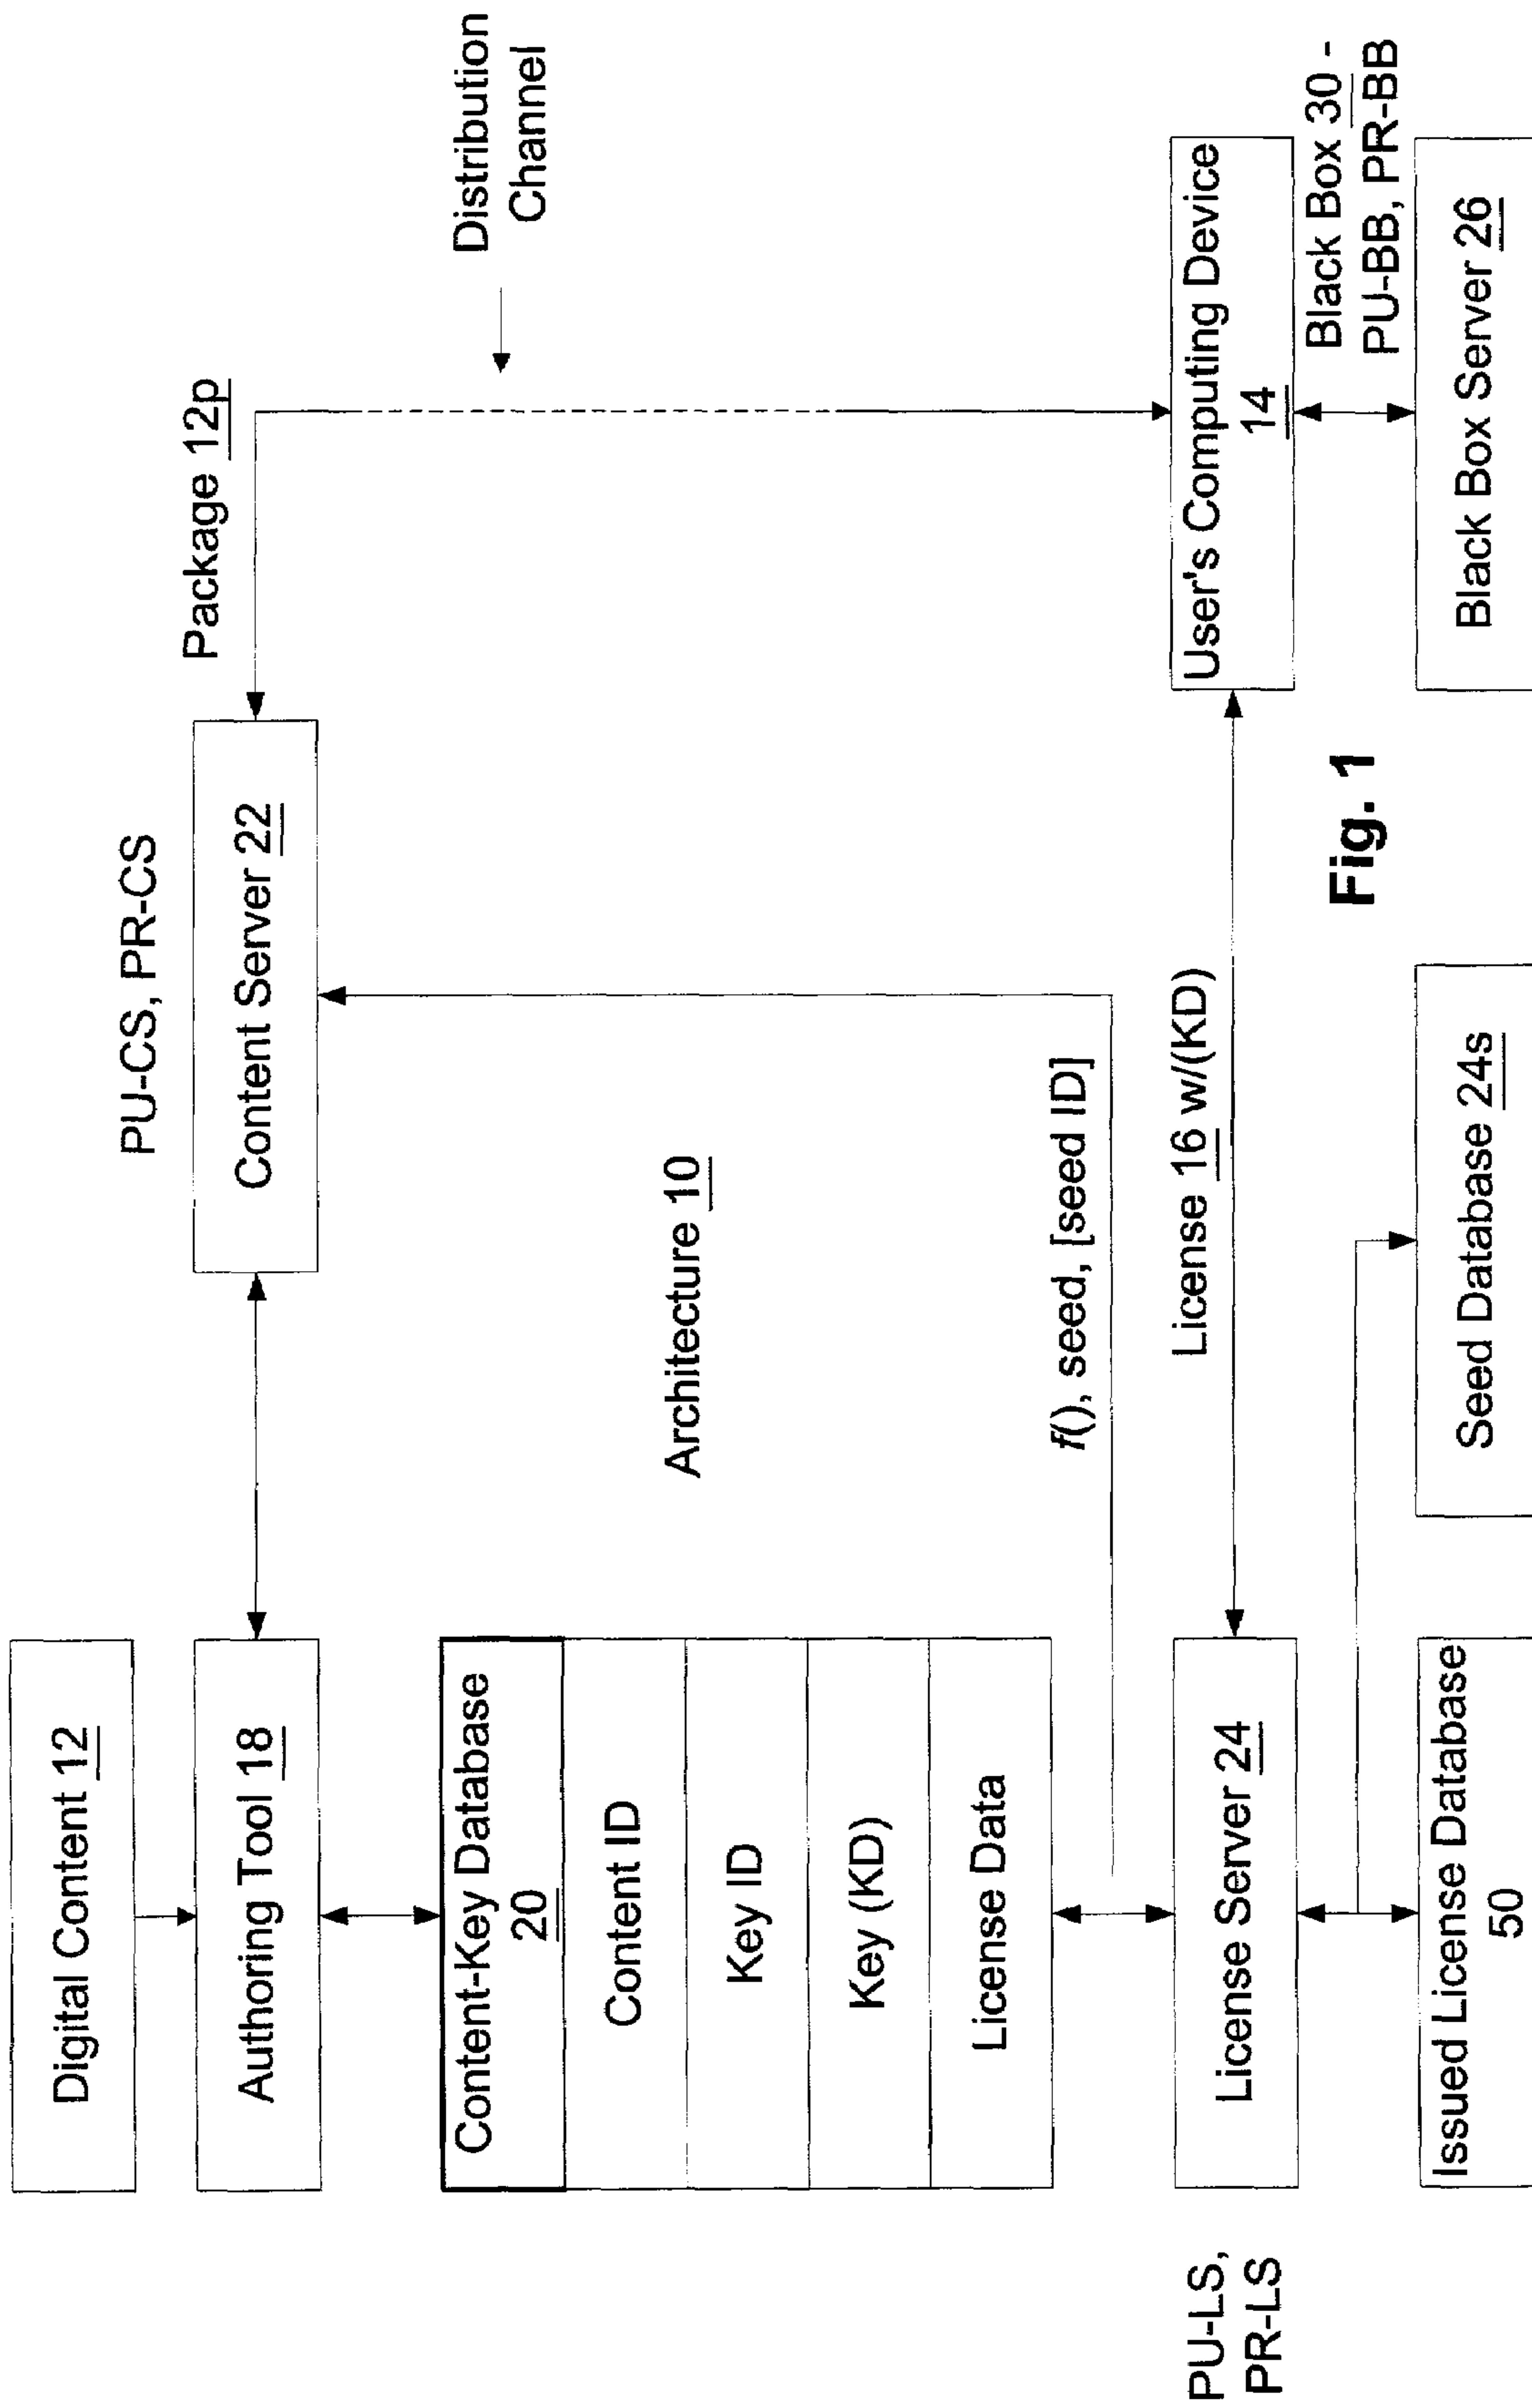 Digital Content 12
Authoring Tool 18
PU-CS, PR-CS
Content Server 22
Package 12p
Distribution
Channel
Content-Key Database
20
Content ID
Key ID
Key (KD)
License Data
Architecture 10
f(), seed, [seed ID]
PU-LS,
PR-LS
License Server 24
License 16 w/(KD)
User's Computing Device
14
Black Box 30 -
PU-BB, PR-BB
Issued License Database
50
Seed Database 24s
Black Box Server 26
Fig. 1